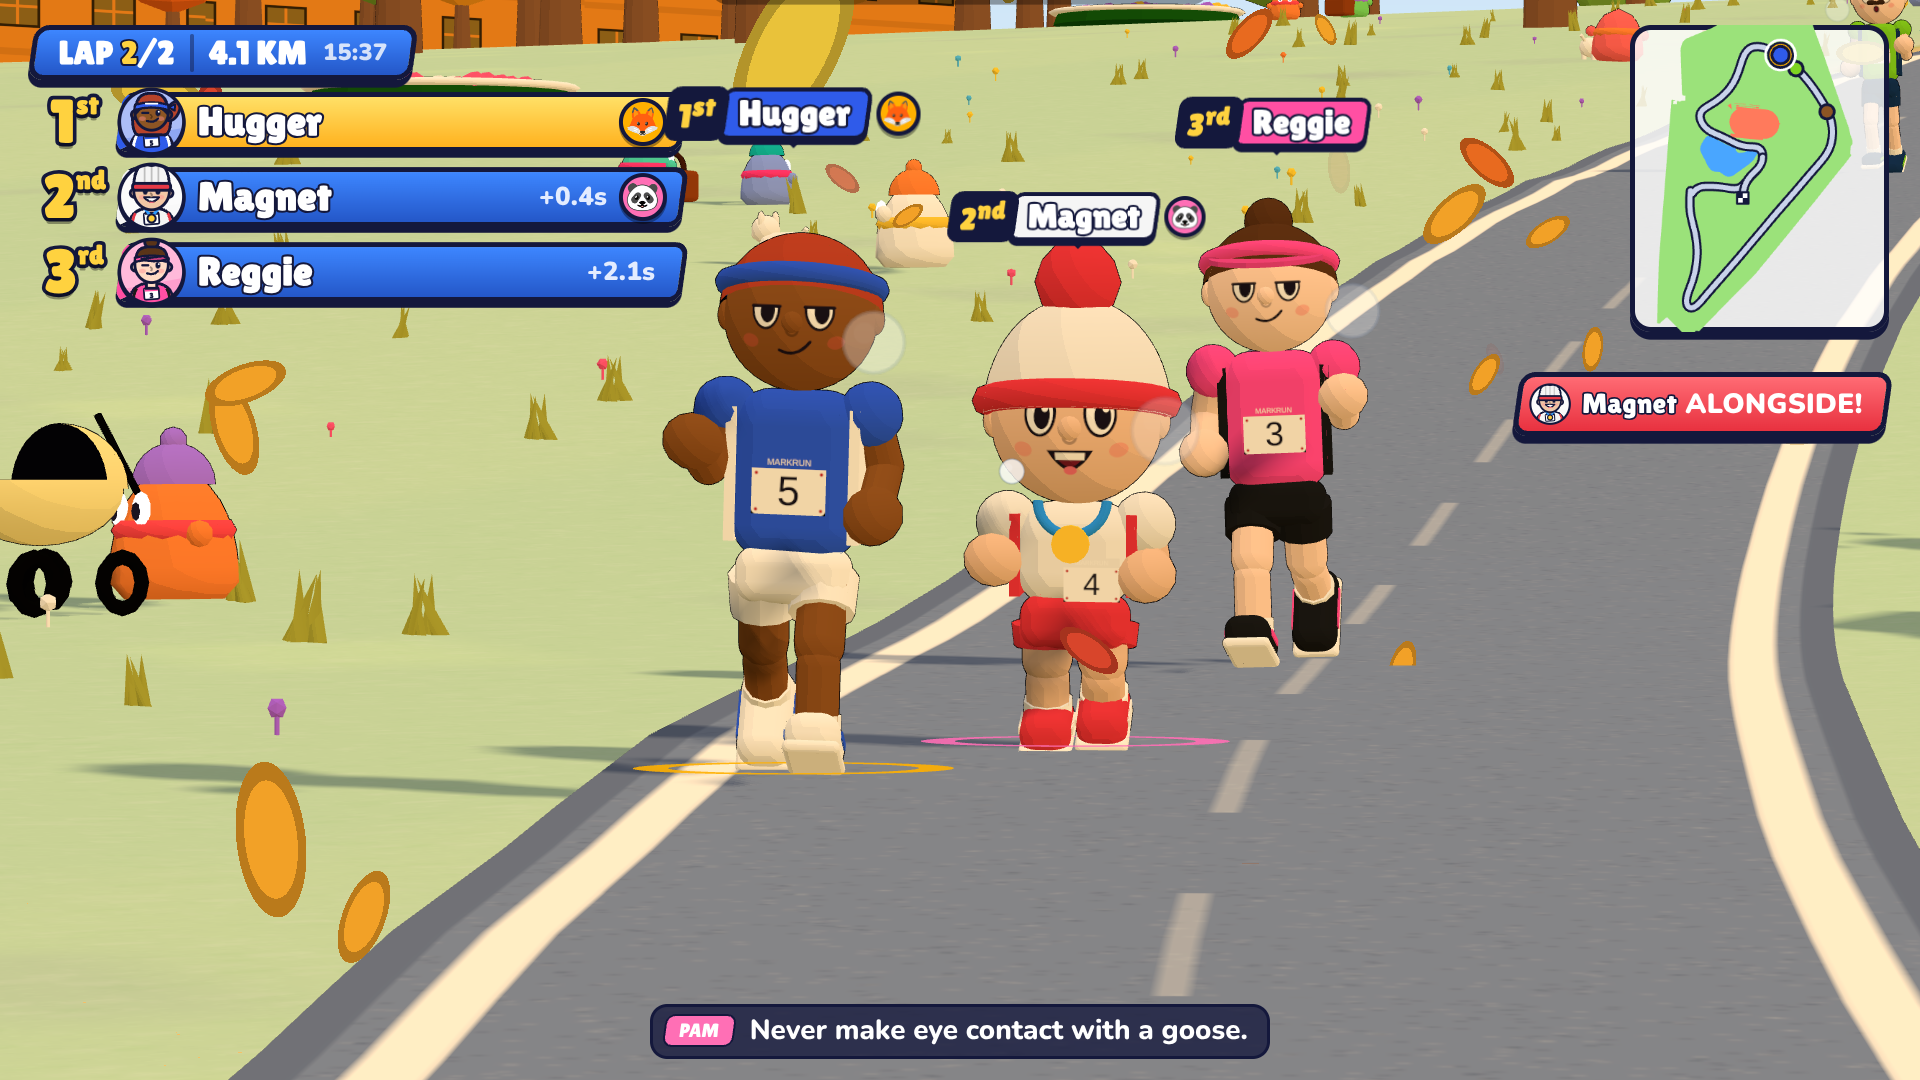 LAP 2/2 4.1 KM 15:37
1st Hugger
2nd Magnet +0.4s
3rd Reggie +2.1s
1st Hugger
3rd Reggie
2nd Magnet
Magnet ALONGSIDE!
MARKRUN
5
MARKRUN
3
4
PAM Never make eye contact with a goose.